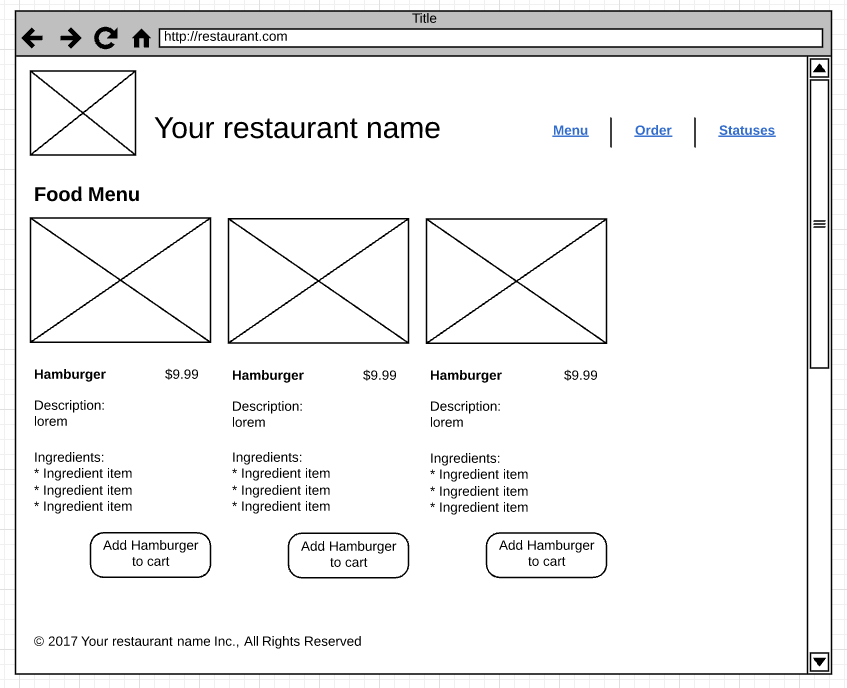 Title
http://restaurant.com
Your restaurant name
Menu
Order
Statuses
Food Menu
Hamburger $9.99
Description:
lorem
Ingredients:
* Ingredient item
* Ingredient item
* Ingredient item
Add Hamburger
to cart
Hamburger $9.99
Description:
lorem
Ingredients:
* Ingredient item
* Ingredient item
* Ingredient item
Add Hamburger
to cart
Hamburger $9.99
Description:
lorem
Ingredients:
* Ingredient item
* Ingredient item
* Ingredient item
Add Hamburger
to cart
© 2017 Your restaurant name Inc., All Rights Reserved